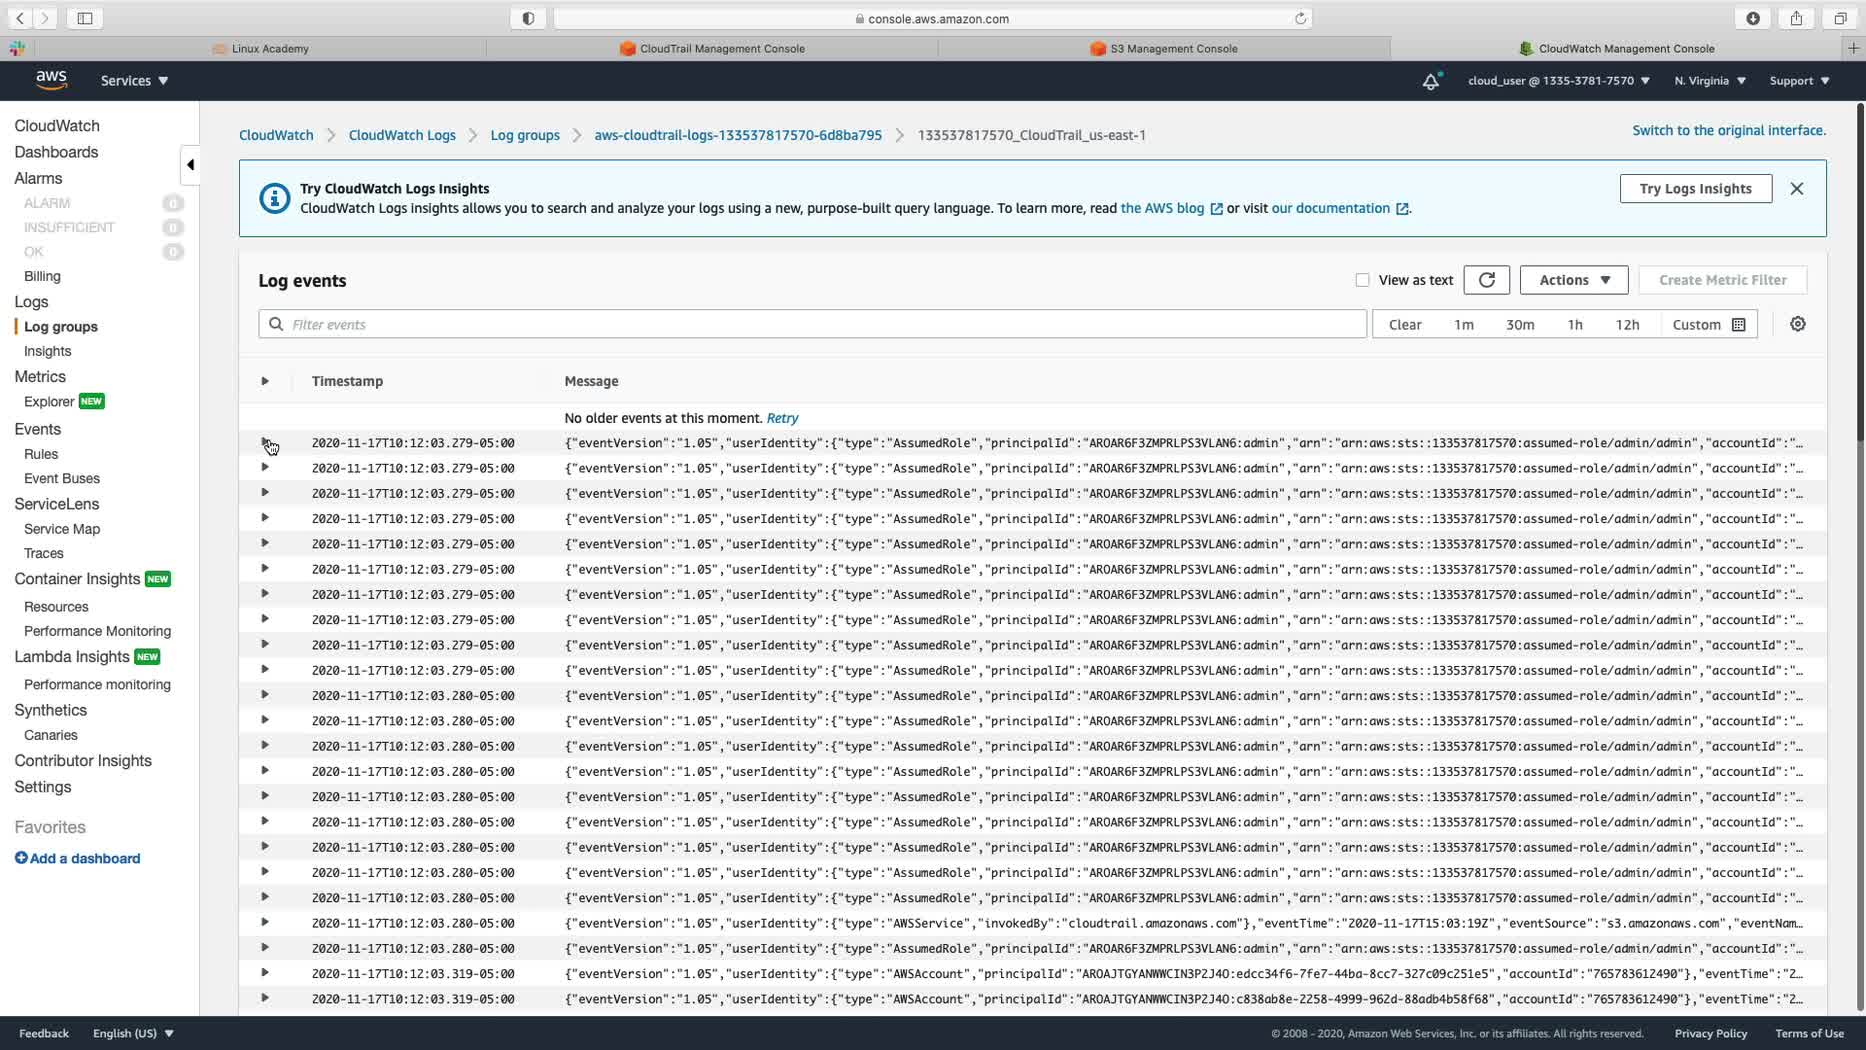 console.aws.amazon.com
Linux Academy
CloudTrail Management Console
S3 Management Console
CloudWatch Management Console
aws
Services
cloud_user @ 1335-3781-7570
N. Virginia
Support
CloudWatch
Dashboards
Alarms
ALARM 0
INSUFFICIENT 0
OK 0
Billing
Logs
Log groups
Insights
Metrics
Explorer NEW
Events
Rules
Event Buses
ServiceLens
Service Map
Traces
Container Insights NEW
Resources
Performance Monitoring
Lambda Insights NEW
Performance monitoring
Synthetics
Canaries
Contributor Insights
Settings
Favorites
Add a dashboard
CloudWatch CloudWatch Logs Log groups aws-cloudtrail-logs-133537817570-6d8ba795 133537817570_CloudTrail_us-east-1
Switch to the original interface.
Try CloudWatch Logs Insights
CloudWatch Logs insights allows you to search and analyze your logs using a new, purpose-built query language. To learn more, read the AWS blog or visit our documentation.
Try Logs Insights
Log events
View as text
Actions
Create Metric Filter
Filter events
Clear 1m 30m 1h 12h Custom
Timestamp Message
No older events at this moment. Retry
2020-11-17T10:12:03.279-05:00 {"eventVersion":"1.05","userIdentity":{"type":"AssumedRole","principalId":"AROAR6F3ZMPRLPS3VLAN6:admin","arn":"arn:aws:sts::133537817570:assumed-role/admin/admin","accountId":"…
2020-11-17T10:12:03.279-05:00 {"eventVersion":"1.05","userIdentity":{"type":"AssumedRole","principalId":"AROAR6F3ZMPRLPS3VLAN6:admin","arn":"arn:aws:sts::133537817570:assumed-role/admin/admin","accountId":"…
2020-11-17T10:12:03.279-05:00 {"eventVersion":"1.05","userIdentity":{"type":"AssumedRole","principalId":"AROAR6F3ZMPRLPS3VLAN6:admin","arn":"arn:aws:sts::133537817570:assumed-role/admin/admin","accountId":"…
2020-11-17T10:12:03.279-05:00 {"eventVersion":"1.05","userIdentity":{"type":"AssumedRole","principalId":"AROAR6F3ZMPRLPS3VLAN6:admin","arn":"arn:aws:sts::133537817570:assumed-role/admin/admin","accountId":"…
2020-11-17T10:12:03.279-05:00 {"eventVersion":"1.05","userIdentity":{"type":"AssumedRole","principalId":"AROAR6F3ZMPRLPS3VLAN6:admin","arn":"arn:aws:sts::133537817570:assumed-role/admin/admin","accountId":"…
2020-11-17T10:12:03.279-05:00 {"eventVersion":"1.05","userIdentity":{"type":"AssumedRole","principalId":"AROAR6F3ZMPRLPS3VLAN6:admin","arn":"arn:aws:sts::133537817570:assumed-role/admin/admin","accountId":"…
2020-11-17T10:12:03.279-05:00 {"eventVersion":"1.05","userIdentity":{"type":"AssumedRole","principalId":"AROAR6F3ZMPRLPS3VLAN6:admin","arn":"arn:aws:sts::133537817570:assumed-role/admin/admin","accountId":"…
2020-11-17T10:12:03.279-05:00 {"eventVersion":"1.05","userIdentity":{"type":"AssumedRole","principalId":"AROAR6F3ZMPRLPS3VLAN6:admin","arn":"arn:aws:sts::133537817570:assumed-role/admin/admin","accountId":"…
2020-11-17T10:12:03.279-05:00 {"eventVersion":"1.05","userIdentity":{"type":"AssumedRole","principalId":"AROAR6F3ZMPRLPS3VLAN6:admin","arn":"arn:aws:sts::133537817570:assumed-role/admin/admin","accountId":"…
2020-11-17T10:12:03.279-05:00 {"eventVersion":"1.05","userIdentity":{"type":"AssumedRole","principalId":"AROAR6F3ZMPRLPS3VLAN6:admin","arn":"arn:aws:sts::133537817570:assumed-role/admin/admin","accountId":"…
2020-11-17T10:12:03.280-05:00 {"eventVersion":"1.05","userIdentity":{"type":"AssumedRole","principalId":"AROAR6F3ZMPRLPS3VLAN6:admin","arn":"arn:aws:sts::133537817570:assumed-role/admin/admin","accountId":"…
2020-11-17T10:12:03.280-05:00 {"eventVersion":"1.05","userIdentity":{"type":"AssumedRole","principalId":"AROAR6F3ZMPRLPS3VLAN6:admin","arn":"arn:aws:sts::133537817570:assumed-role/admin/admin","accountId":"…
2020-11-17T10:12:03.280-05:00 {"eventVersion":"1.05","userIdentity":{"type":"AssumedRole","principalId":"AROAR6F3ZMPRLPS3VLAN6:admin","arn":"arn:aws:sts::133537817570:assumed-role/admin/admin","accountId":"…
2020-11-17T10:12:03.280-05:00 {"eventVersion":"1.05","userIdentity":{"type":"AssumedRole","principalId":"AROAR6F3ZMPRLPS3VLAN6:admin","arn":"arn:aws:sts::133537817570:assumed-role/admin/admin","accountId":"…
2020-11-17T10:12:03.280-05:00 {"eventVersion":"1.05","userIdentity":{"type":"AssumedRole","principalId":"AROAR6F3ZMPRLPS3VLAN6:admin","arn":"arn:aws:sts::133537817570:assumed-role/admin/admin","accountId":"…
2020-11-17T10:12:03.280-05:00 {"eventVersion":"1.05","userIdentity":{"type":"AssumedRole","principalId":"AROAR6F3ZMPRLPS3VLAN6:admin","arn":"arn:aws:sts::133537817570:assumed-role/admin/admin","accountId":"…
2020-11-17T10:12:03.280-05:00 {"eventVersion":"1.05","userIdentity":{"type":"AssumedRole","principalId":"AROAR6F3ZMPRLPS3VLAN6:admin","arn":"arn:aws:sts::133537817570:assumed-role/admin/admin","accountId":"…
2020-11-17T10:12:03.280-05:00 {"eventVersion":"1.05","userIdentity":{"type":"AssumedRole","principalId":"AROAR6F3ZMPRLPS3VLAN6:admin","arn":"arn:aws:sts::133537817570:assumed-role/admin/admin","accountId":"…
2020-11-17T10:12:03.280-05:00 {"eventVersion":"1.05","userIdentity":{"type":"AssumedRole","principalId":"AROAR6F3ZMPRLPS3VLAN6:admin","arn":"arn:aws:sts::133537817570:assumed-role/admin/admin","accountId":"…
2020-11-17T10:12:03.280-05:00 {"eventVersion":"1.05","userIdentity":{"type":"AWSService","invokedBy":"cloudtrail.amazonaws.com"},"eventTime":"2020-11-17T15:03:19Z","eventSource":"s3.amazonaws.com","eventNam…
2020-11-17T10:12:03.280-05:00 {"eventVersion":"1.05","userIdentity":{"type":"AssumedRole","principalId":"AROAR6F3ZMPRLPS3VLAN6:admin","arn":"arn:aws:sts::133537817570:assumed-role/admin/admin","accountId":"…
2020-11-17T10:12:03.319-05:00 {"eventVersion":"1.05","userIdentity":{"type":"AWSAccount","principalId":"AROAJTGYANWWCIN3P2J4O:edcc34f6-7fe7-44ba-8cc7-327c09c251e5","accountId":"765783612490"},"eventTime":"2…
2020-11-17T10:12:03.319-05:00 {"eventVersion":"1.05","userIdentity":{"type":"AWSAccount","principalId":"AROAJTGYANWWCIN3P2J4O:c838ab8e-2258-4999-962d-88adb4b58f68","accountId":"765783612490"},"eventTime":"2…
Feedback English (US)
© 2008 - 2020, Amazon Web Services, Inc. or its affiliates. All rights reserved. Privacy Policy Terms of Use